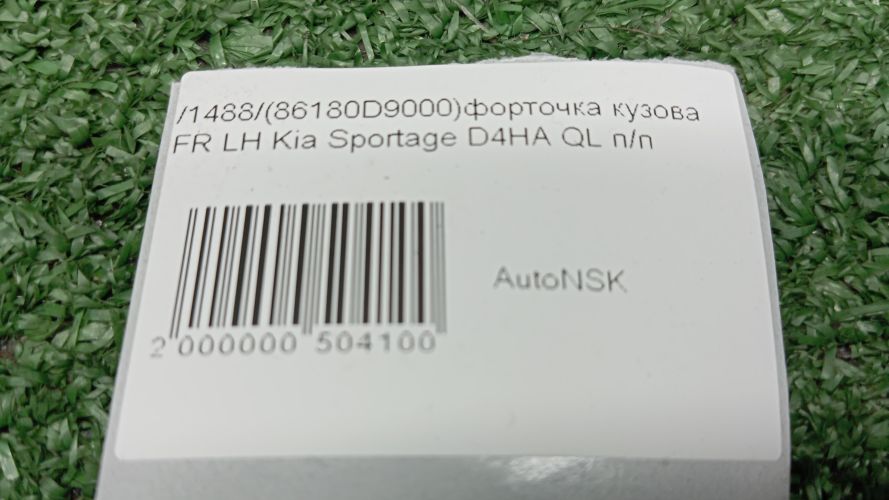 /1488/(86180D9000)форточка кузова
FR LH Kia Sportage D4HA QL п/п
AutoNSK
2 000000 504100